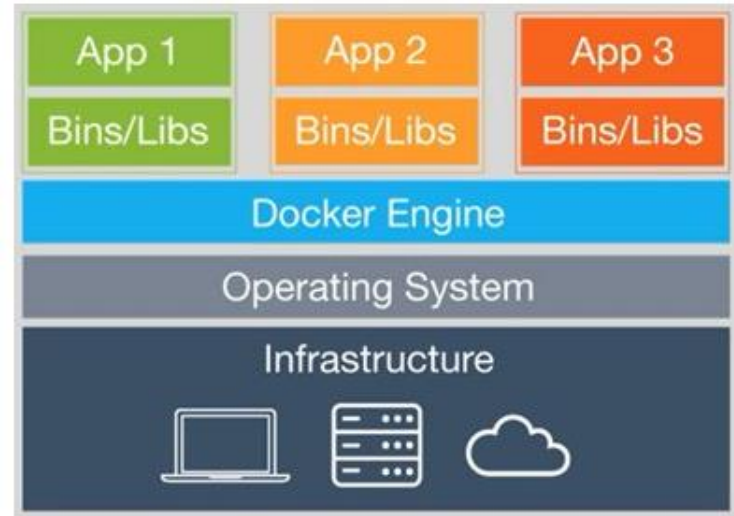 App 1
App 2
App 3
Bins/Libs
Bins/Libs
Bins/Libs
Docker Engine
Operating System
Infrastructure